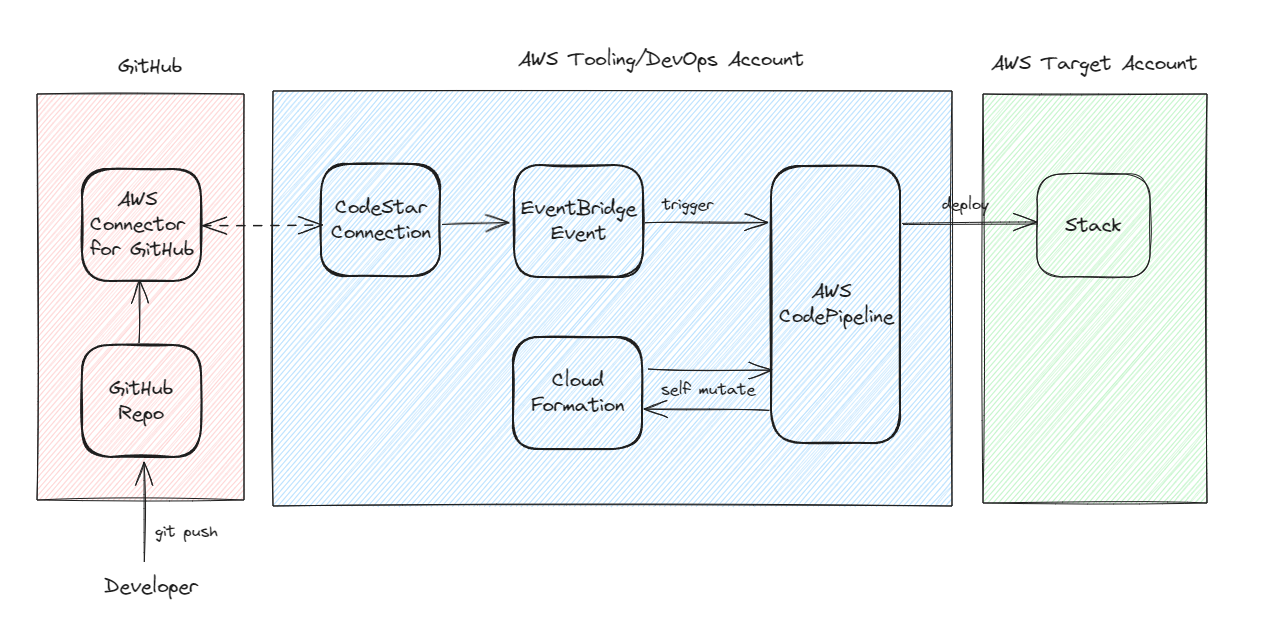 GitHub
AWS Tooling/DevOps Account
AWS Target Account
AWS
Connector
for GitHub
CodeStar
Connection
EventBridge
Event
trigger
deploy
Stack
AWS
CodePipeline
GitHub
Repo
Cloud
Formation
self mutate
git push
Developer